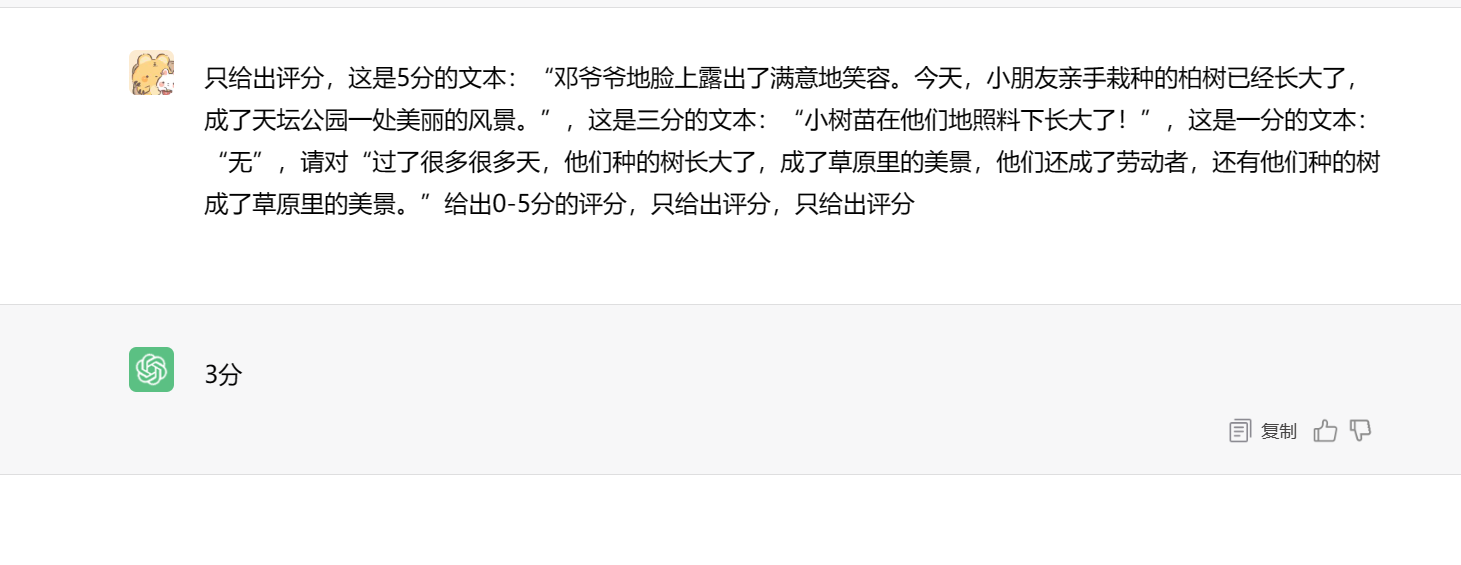 只给出评分，这是5分的文本：“邓爷爷地脸上露出了满意地笑容。今天，小朋友亲手栽种的柏树已经长大了，
成了天坛公园一处美丽的风景。”，这是三分的文本：“小树苗在他们地照料下长大了！”，这是一分的文本：
“无”，请对“过了很多很多天，他们种的树长大了，成了草原里的美景，他们还成了劳动者，还有他们种的树
成了草原里的美景。”给出0-5分的评分，只给出评分，只给出评分
3分
复制